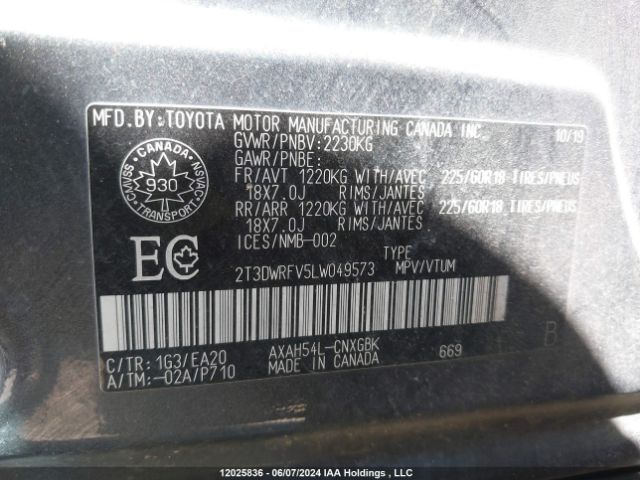 MFD.BY:TOYOTA MOTOR MANUFACTURING CANADA INC. 10/19
GVWR/PNBV:2230KG
GAWR/PNBE:
FR/AVT 1220KG WITH/AVEC 225/60R18 TIRES/PNEUS
18X7.0J RIMS/JANTES
RR/ARR 1220KG WITH/AVEC 225/60R18 TIRES/PNEUS
18X7.0J RIMS/JANTES
ICES/NMB-002
TYPE
2T3DWRFV5LW049573 MPV/VTUM
CANADA
CMVSS 930 NSVAC
TRANSPORT
EC
C/TR: 1G3/EA20 AXAH54L-CNXGBK 669 B
A/TM:-02A/P710 MADE IN CANADA
12025836 - 06/07/2024 IAA Holdings , LLC